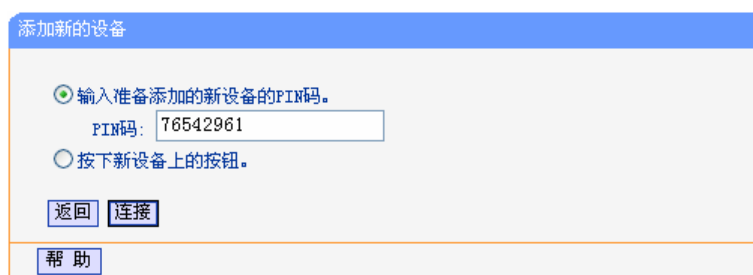 添加新的设备
输入准备添加的新设备的PIN码。
PIN码: 76542961
按下新设备上的按钮。
返回 连接
帮 助